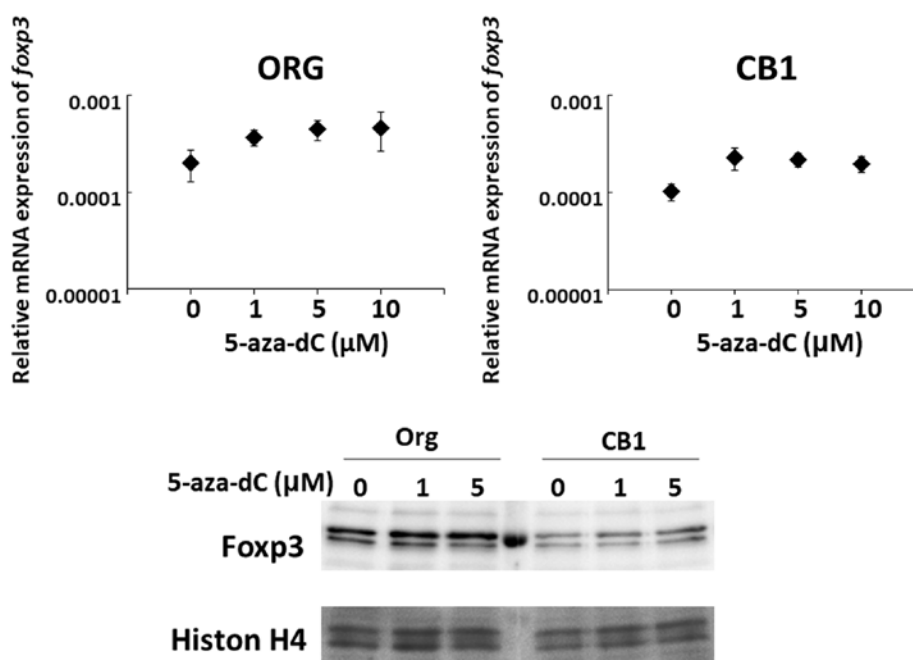 Relative mRNA expression of foxp3
ORG
0.001
0.0001
0.00001
0 1 5 10
5-aza-dC (μM)
Relative mRNA expression of foxp3
CB1
0.001
0.0001
0.00001
0 1 5 10
5-aza-dC (μM)
Org CB1
5-aza-dC (μM) 0 1 5 0 1 5
Foxp3
Histon H4